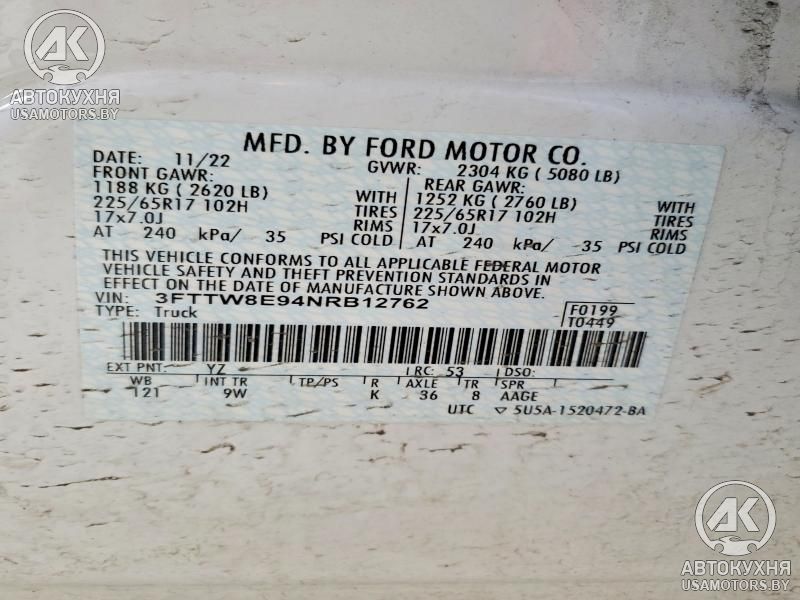 AK
АВТОКУХНЯ
USAMOTORS.BY
MFD. BY FORD MOTOR CO.
DATE: 11/22 GVWR: 2304 KG ( 5080 LB)
FRONT GAWR: REAR GAWR:
1188 KG ( 2620 LB) WITH 1252 KG ( 2760 LB) WITH
225/65R17 102H TIRES 225/65R17 102H TIRES
17x7.0J RIMS 17x7.0J RIMS
AT 240 kPa/ 35 PSI COLD AT 240 kPa/ 35 PSI COLD
THIS VEHICLE CONFORMS TO ALL APPLICABLE FEDERAL MOTOR
VEHICLE SAFETY AND THEFT PREVENTION STANDARDS IN
EFFECT ON THE DATE OF MANUFACTURE SHOWN ABOVE.
VIN: 3FTTW8E94NRB12762 F0199
TYPE: Truck T0449
EXT PNT: YZ RC: 53 DSO:
WB INT TR TP/PS R AXLE TR SPR
121 9W K 36 8 AAGE
UTC ▽ 5U5A-1520472-BA
AK
АВТОКУХНЯ
USAMOTORS.BY